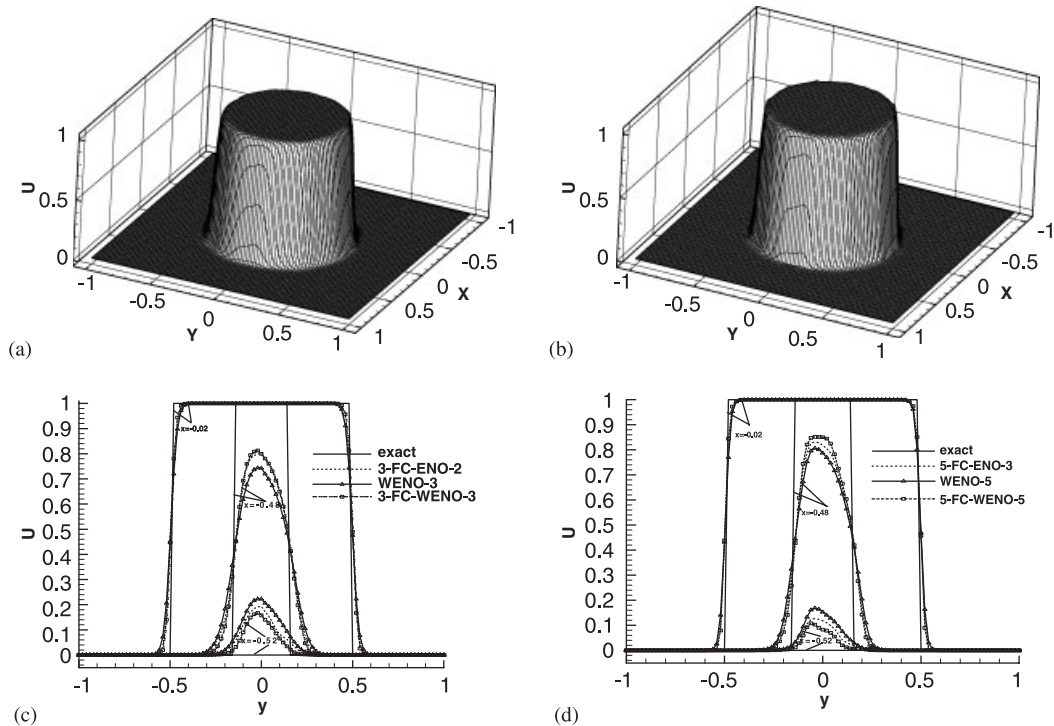 1
0.5
0
U
-1
-0.5
0
0.5
1
Y
1
0.5
0
-0.5
-1
X
(a)
1
0.5
0
U
-1
-0.5
0
0.5
1
Y
1
0.5
0
-0.5
-1
X
(b)
1
0.9
0.8
0.7
0.6
0.5
0.4
0.3
0.2
0.1
0
U
x=-0.02
x=-0.48
x=-0.52
exact
3-FC-ENO-2
WENO-3
3-FC-WENO-3
-1
-0.5
0
0.5
1
y
(c)
1
0.9
0.8
0.7
0.6
0.5
0.4
0.3
0.2
0.1
0
U
x=-0.02
x=-0.48
x=-0.52
exact
5-FC-ENO-3
WENO-5
5-FC-WENO-5
-1
-0.5
0
0.5
1
y
(d)